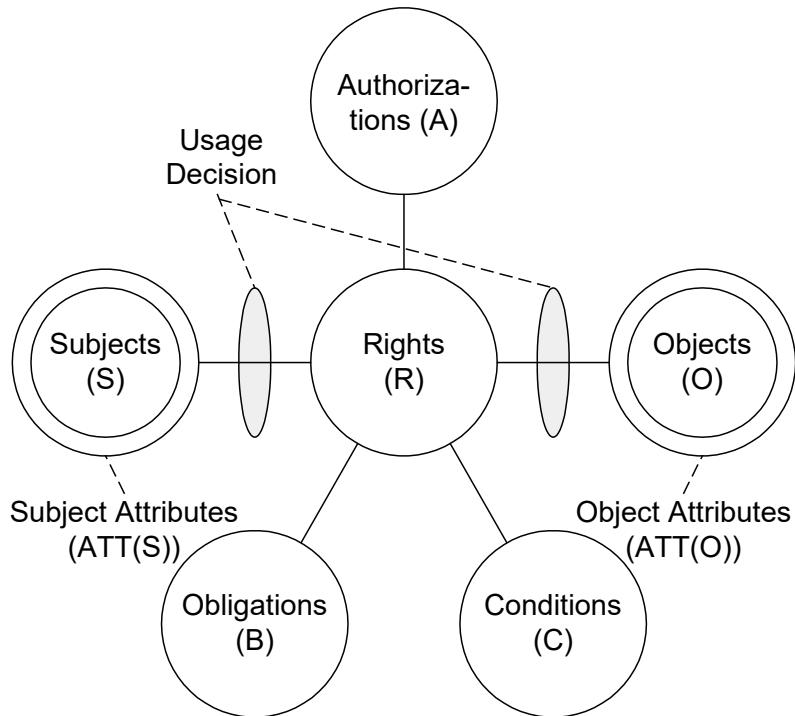 Authoriza-
tions (A)
Usage
Decision
Subjects
(S)
Rights
(R)
Objects
(O)
Subject Attributes
(ATT(S))
Object Attributes
(ATT(O))
Obligations
(B)
Conditions
(C)